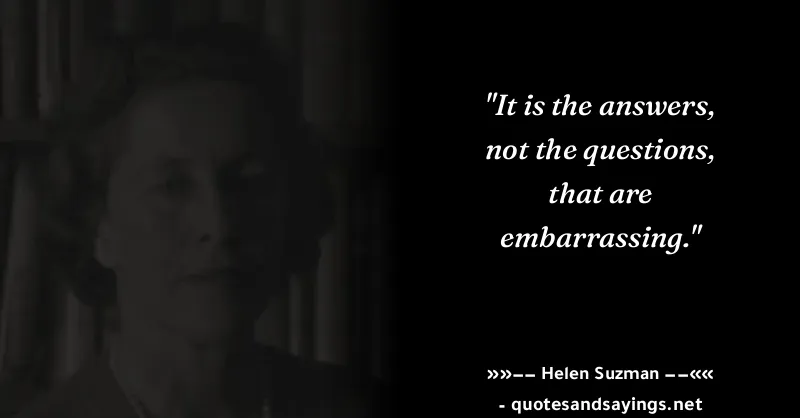 "It is the answers,
not the questions,
that are
embarrassing."
»»–– Helen Suzman ––««
- quotesandsayings.net